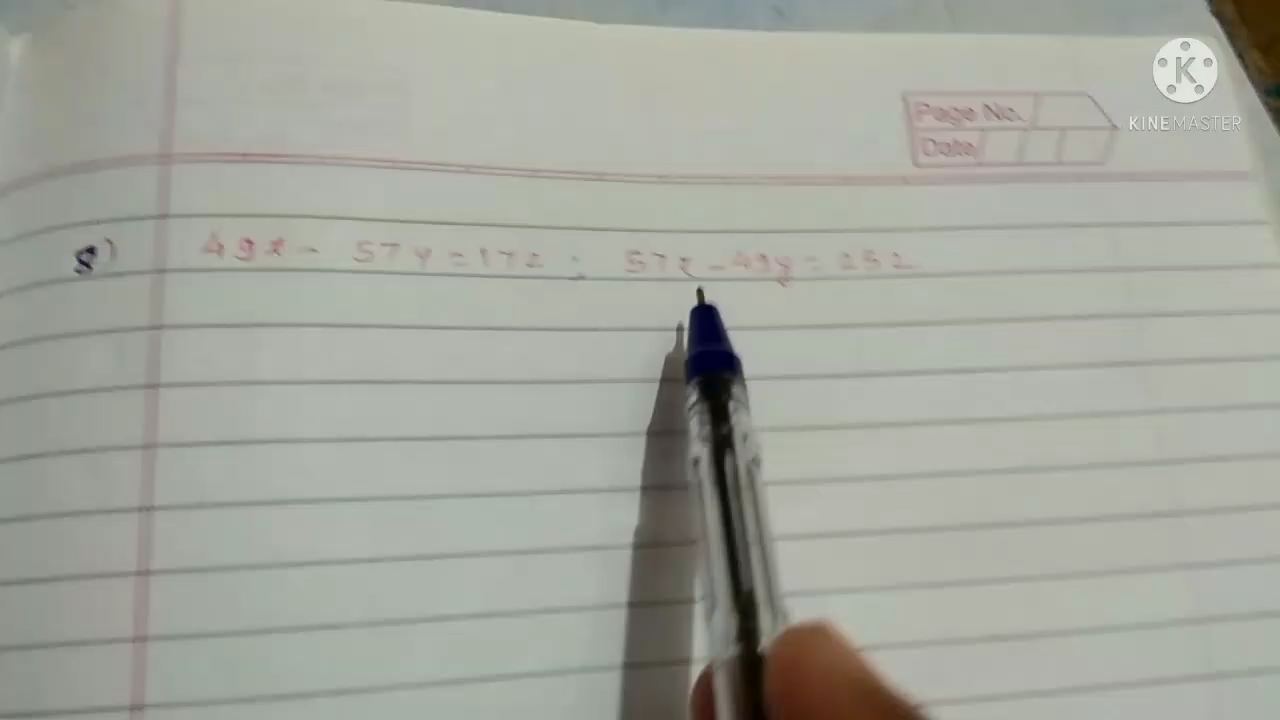 K
KINEMASTER
Page No.
Date
8) 49x - 57y = 172 ; 57x - 49y = 252